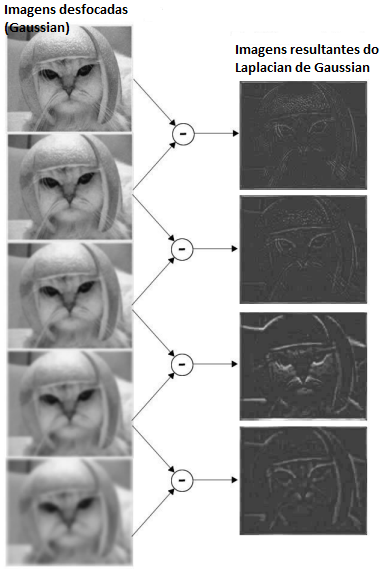 Imagens desfocadas
(Gaussian)
Imagens resultantes do
Laplacian de Gaussian
-
-
-
-